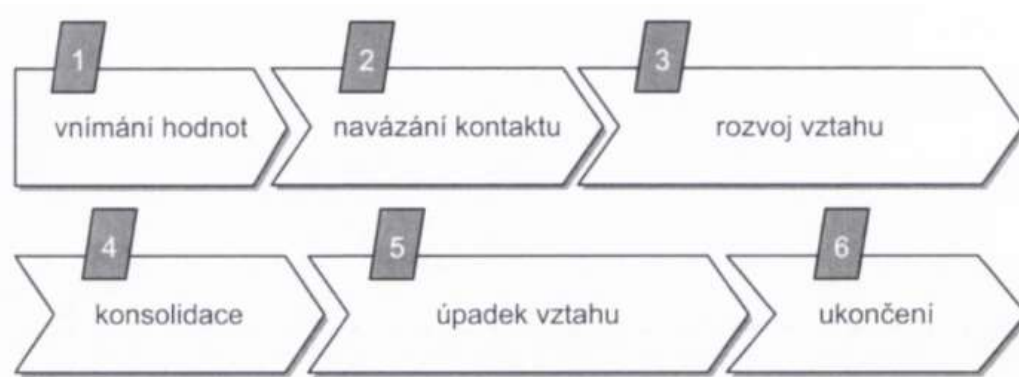 1
vnímání hodnot
2
navázání kontaktu
3
rozvoj vztahu
4
konsolidace
5
úpadek vztahu
6
ukončení